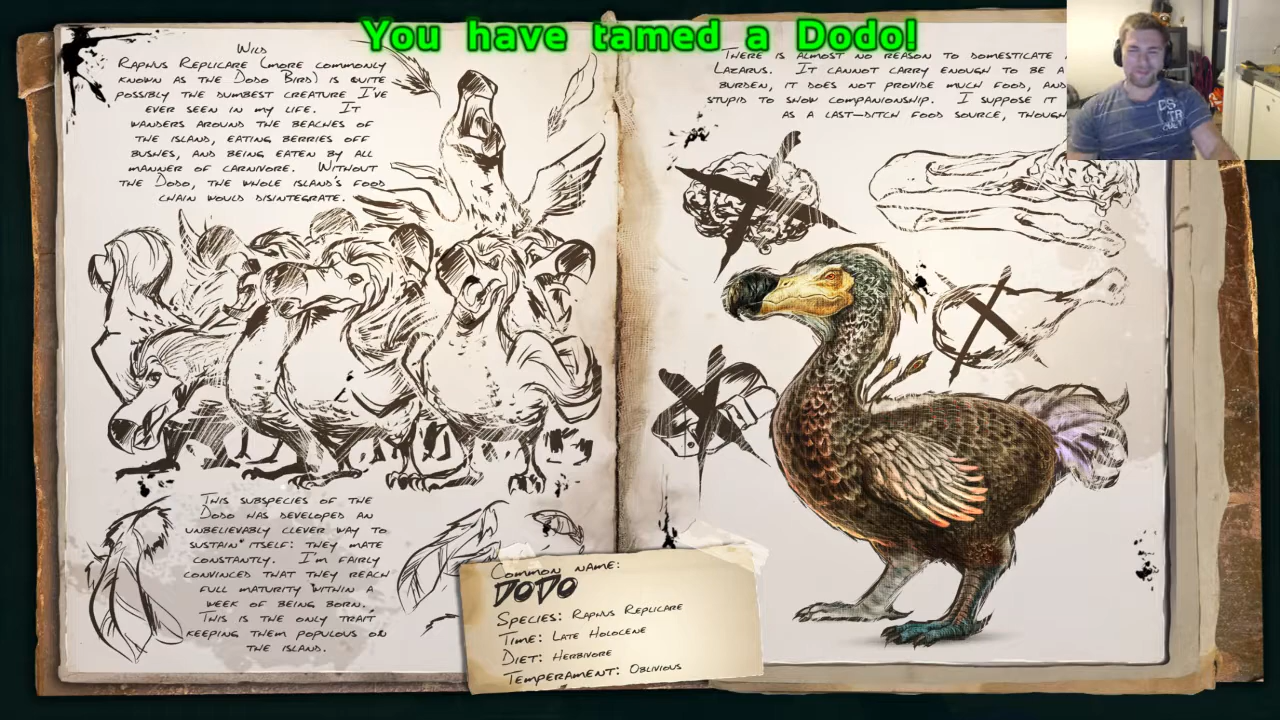 You have tamed a Dodo!
Wild
Raphus Replicare (more commonly
known as the Dodo Bird) is quite
possibly the dumbest creature I've
ever seen in my life. It
wanders around the beaches of
the island, eating berries off
bushes, and being eaten by all
manner of carnivore. Without
the Dodo, the whole island's food
chain would disintegrate.
This subspecies of the
Dodo has developed an
unbelievably clever way to
sustain itself: they mate
constantly. I'm fairly
convinced that they reach
full maturity within a
week of being born.
This is the only trait
keeping them populous on
the island.
There is almost no reason to domesticate
Lazarus. It cannot carry enough to be a
burden, it does not provide much food, and
stupid to show companionship. I suppose it
as a last-ditch food source, though
Common name:
DODO
Species: Raphus Replicare
Time: Late Holocene
Diet: Herbivore
Temperament: Oblivious